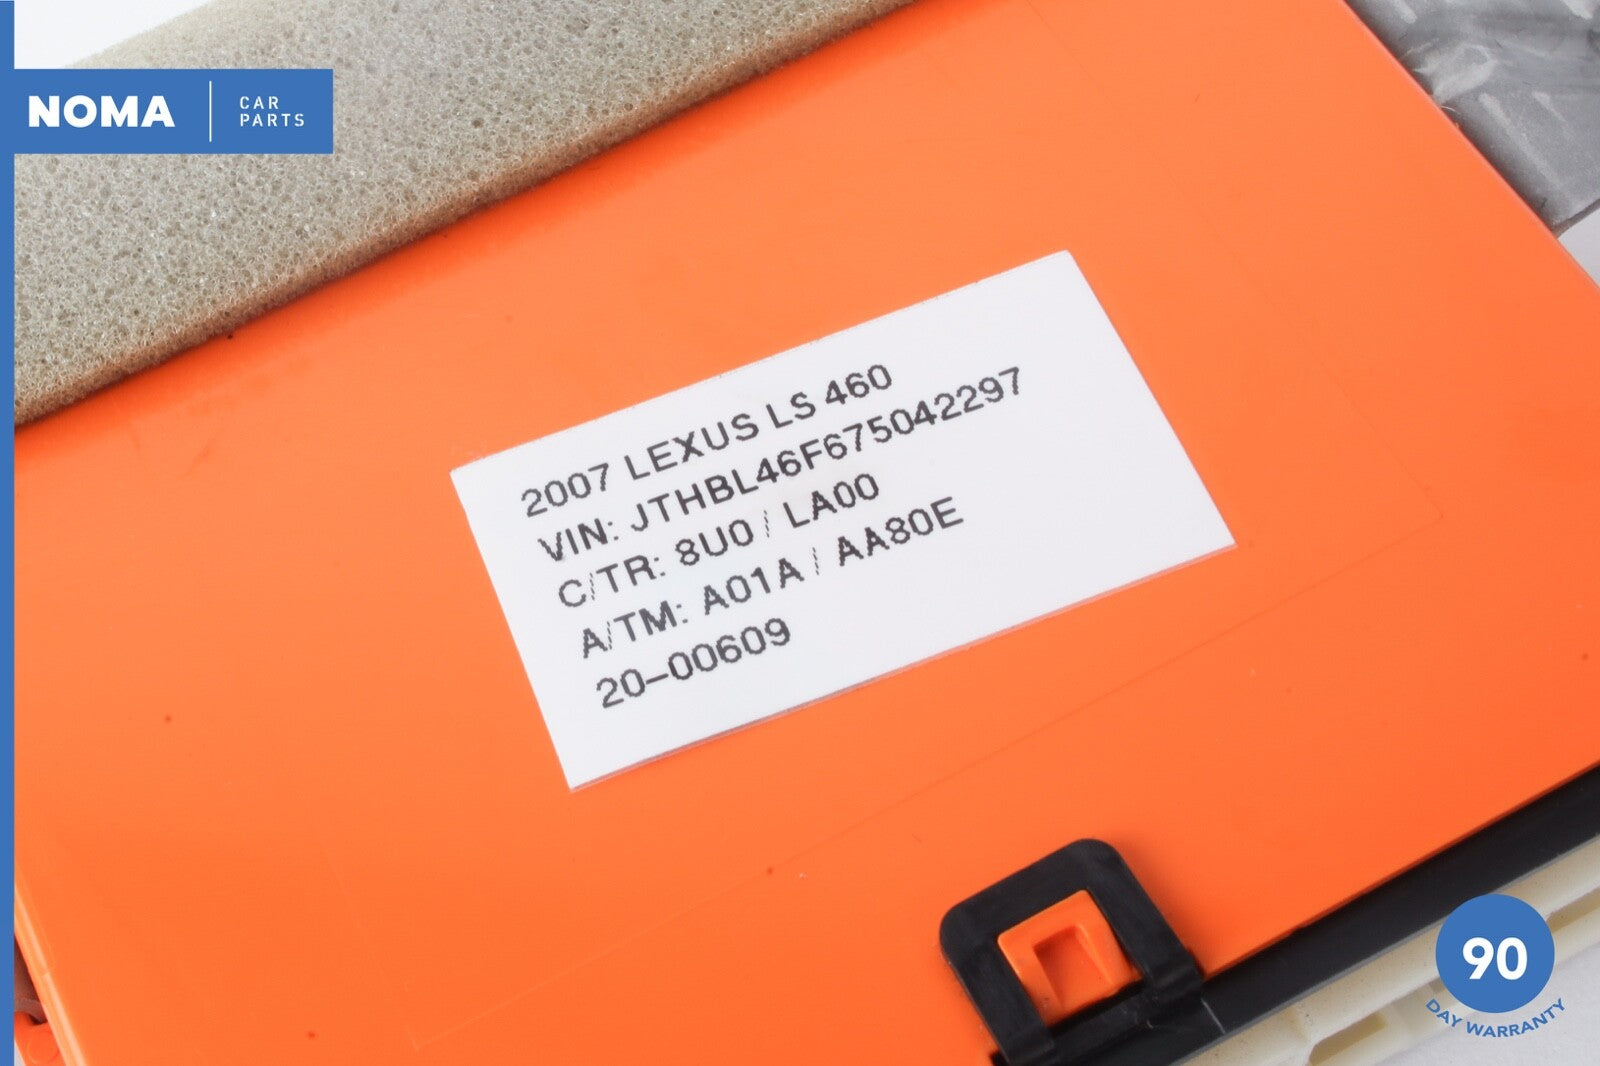 NOMA
CAR
PARTS
2007 LEXUS LS 460
VIN: JTHBL46F675042297
C/TR: 8U0 / LA00
A/TM: A01A / AA80E
20-00609
90
DAY WARRANTY